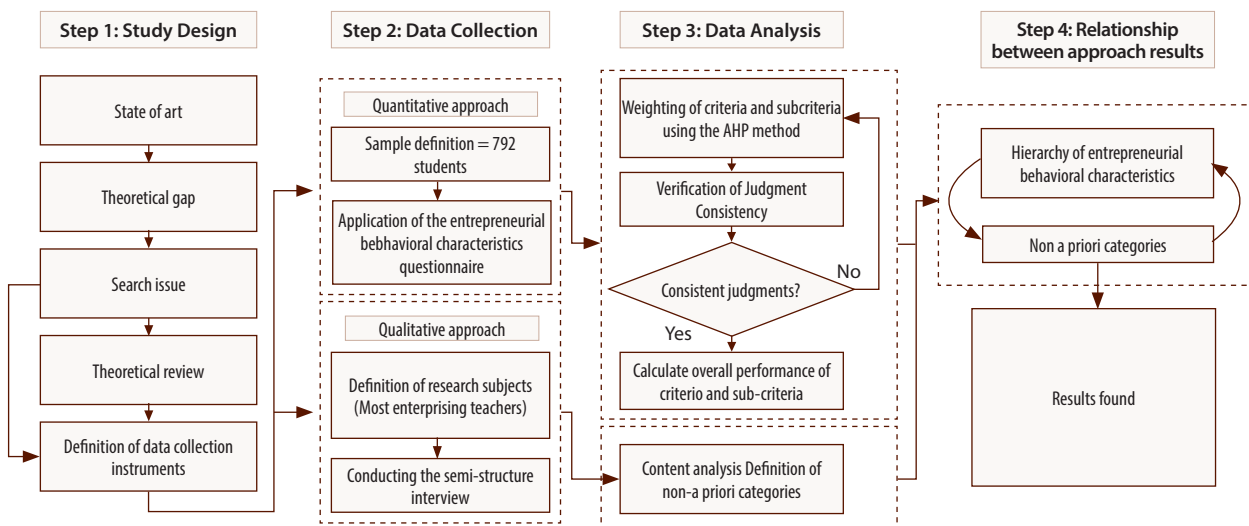 Step 1: Study Design
State of art
Theoretical gap
Search issue
Theoretical review
Definition of data collection
instruments
Step 2: Data Collection
Quantitative approach
Sample definition = 792
students
Application of the entrepreneurial
bebhavioral characteristics
questionnaire
Qualitative approach
Definition of research subjects
(Most enterprising teachers)
Conducting the semi-structure
interview
Step 3: Data Analysis
Weighting of criteria and subcriteria
using the AHP method
Verification of Judgment
Consistency
Consistent judgments?
No
Yes
Calculate overall performance of
criterio and sub-criteria
Content analysis Definition of
non-a priori categories
Step 4: Relationship
between approach results
Hierarchy of entrepreneurial
behavioral characteristics
Non a priori categories
Results found